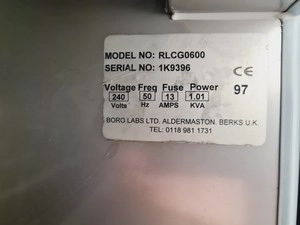 MODEL NO: RLCG0600
SERIAL NO: 1K9396
CE
Voltage Freq Fuse Power 97
240 50 13 1.01
Volts Hz AMPS KVA
BORO LABS LTD. ALDERMASTON. BERKS U.K.
TEL: 0118 981 1731